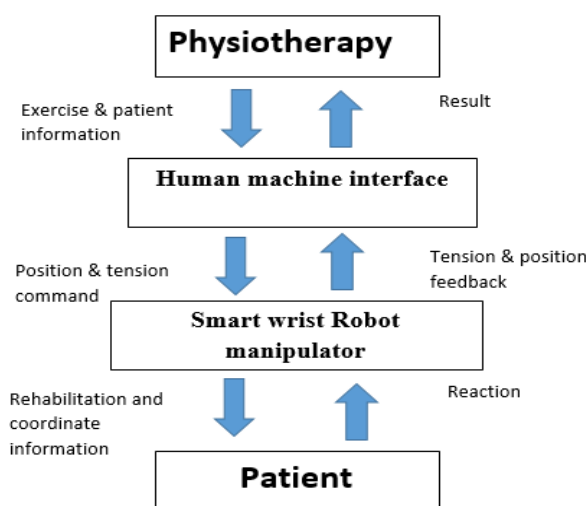 Physiotherapy
Exercise & patient
information
Result
Human machine interface
Position & tension
command
Tension & position
feedback
Smart wrist Robot
manipulator
Rehabilitation and
coordinate
information
Reaction
Patient